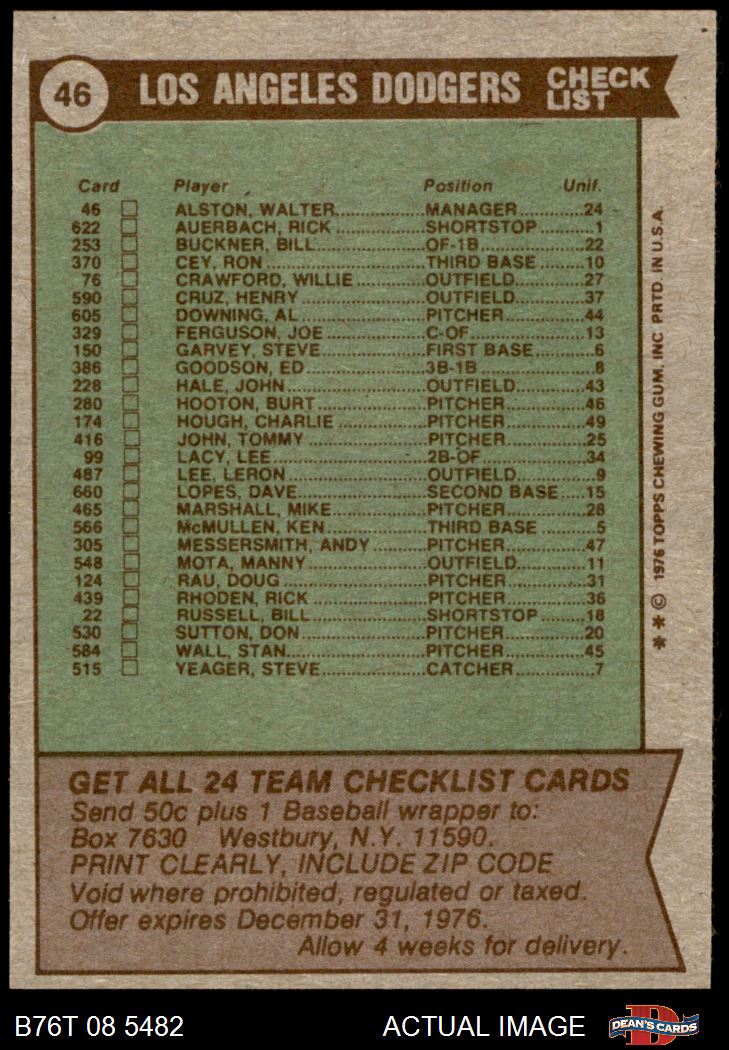 46 LOS ANGELES DODGERS CHECK LIST
Card Player Position Unif.
46 ALSTON, WALTER MANAGER 24
622 AUERBACH, RICK SHORTSTOP 1
253 BUCKNER, BILL OF-1B 22
370 CEY, RON THIRD BASE 10
76 CRAWFORD, WILLIE OUTFIELD 27
590 CRUZ, HENRY OUTFIELD 37
605 DOWNING, AL PITCHER 44
329 FERGUSON, JOE C-OF 13
150 GARVEY, STEVE FIRST BASE 6
386 GOODSON, ED 3B-1B 8
228 HALE, JOHN OUTFIELD 43
280 HOOTON, BURT PITCHER 46
174 HOUGH, CHARLIE PITCHER 49
416 JOHN, TOMMY PITCHER 25
99 LACY, LEE 2B-OF 34
487 LEE, LERON OUTFIELD 9
660 LOPES, DAVE SECOND BASE 15
465 MARSHALL, MIKE PITCHER 28
566 McMULLEN, KEN THIRD BASE 5
305 MESSERSMITH, ANDY PITCHER 47
548 MOTA, MANNY OUTFIELD 11
124 RAU, DOUG PITCHER 31
439 RHODEN, RICK PITCHER 36
22 RUSSELL, BILL SHORTSTOP 18
530 SUTTON, DON PITCHER 20
584 WALL, STAN PITCHER 45
515 YEAGER, STEVE CATCHER 7
* * © 1976 TOPPS CHEWING GUM, INC PRTD. IN U.S.A.
GET ALL 24 TEAM CHECKLIST CARDS
Send 50c plus 1 Baseball wrapper to:
Box 7630 Westbury, N.Y. 11590.
PRINT CLEARLY, INCLUDE ZIP CODE
Void where prohibited, regulated or taxed.
Offer expires December 31, 1976.
Allow 4 weeks for delivery.
B76T 08 5482 ACTUAL IMAGE D DEAN'S CARDS